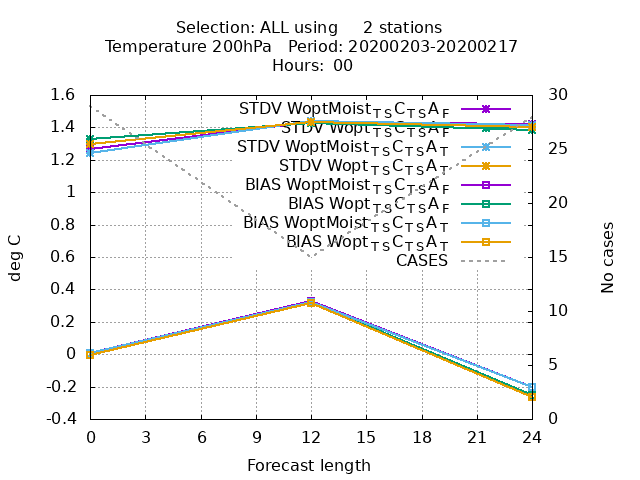 Selection: ALL using     2 stations
Temperature 200hPa   Period: 20200203-20200217
Hours:  00
1.6
1.4
1.2
1
0.8
0.6
0.4
0.2
0
-0.2
-0.4
deg C
STDV WoptMoist_TS C_TS A_F
STDV Wopt_TS C_TS A_F
STDV WoptMoist_TS C_TS A_T
STDV Wopt_TS C_TS A_T
BIAS WoptMoist_TS C_TS A_F
BIAS Wopt_TS C_TS A_F
BIAS WoptMoist_TS C_TS A_T
BIAS Wopt_TS C_TS A_T
CASES
30
25
20
15
10
5
0
No cases
0 3 6 9 12 15 18 21 24
Forecast length